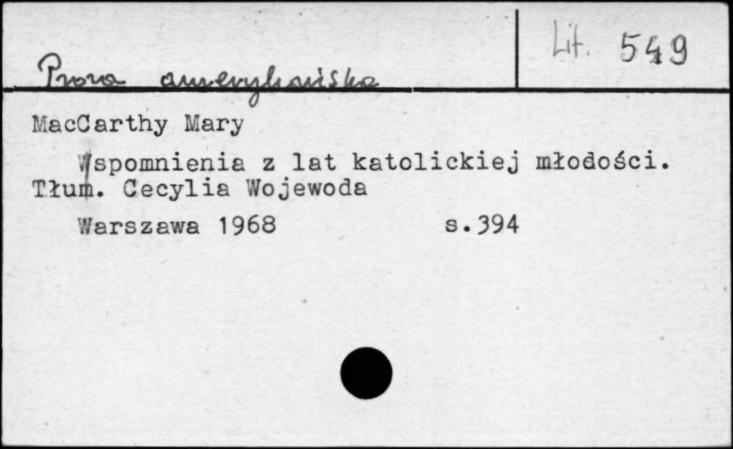 Lit. 549
Proza amerykańska
MacCarthy Mary
Wspomnienia z lat katolickiej młodości.
Tłum. Cecylia Wojewoda
Warszawa 1968 s.394